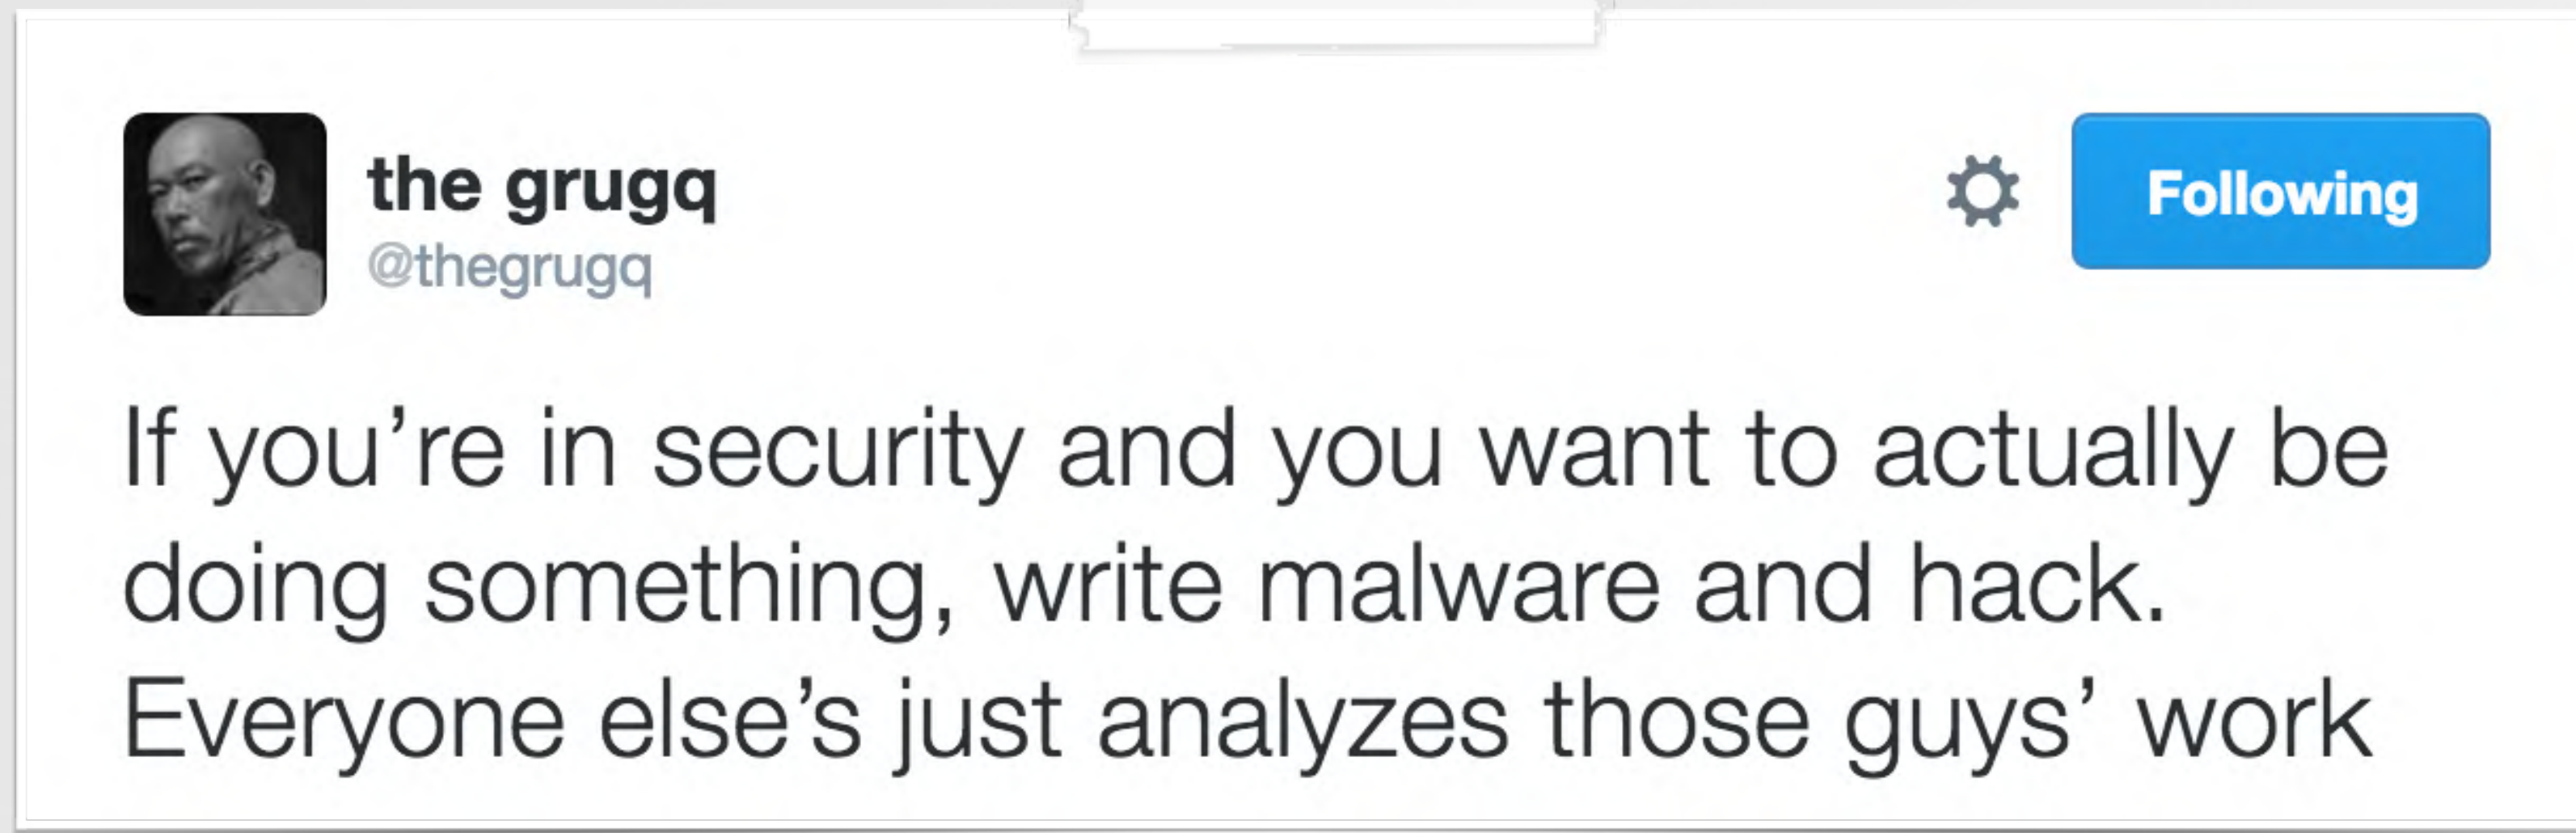 the grugq
@thegrugq
Following
If you’re in security and you want to actually be
doing something, write malware and hack.
Everyone else’s just analyzes those guys’ work